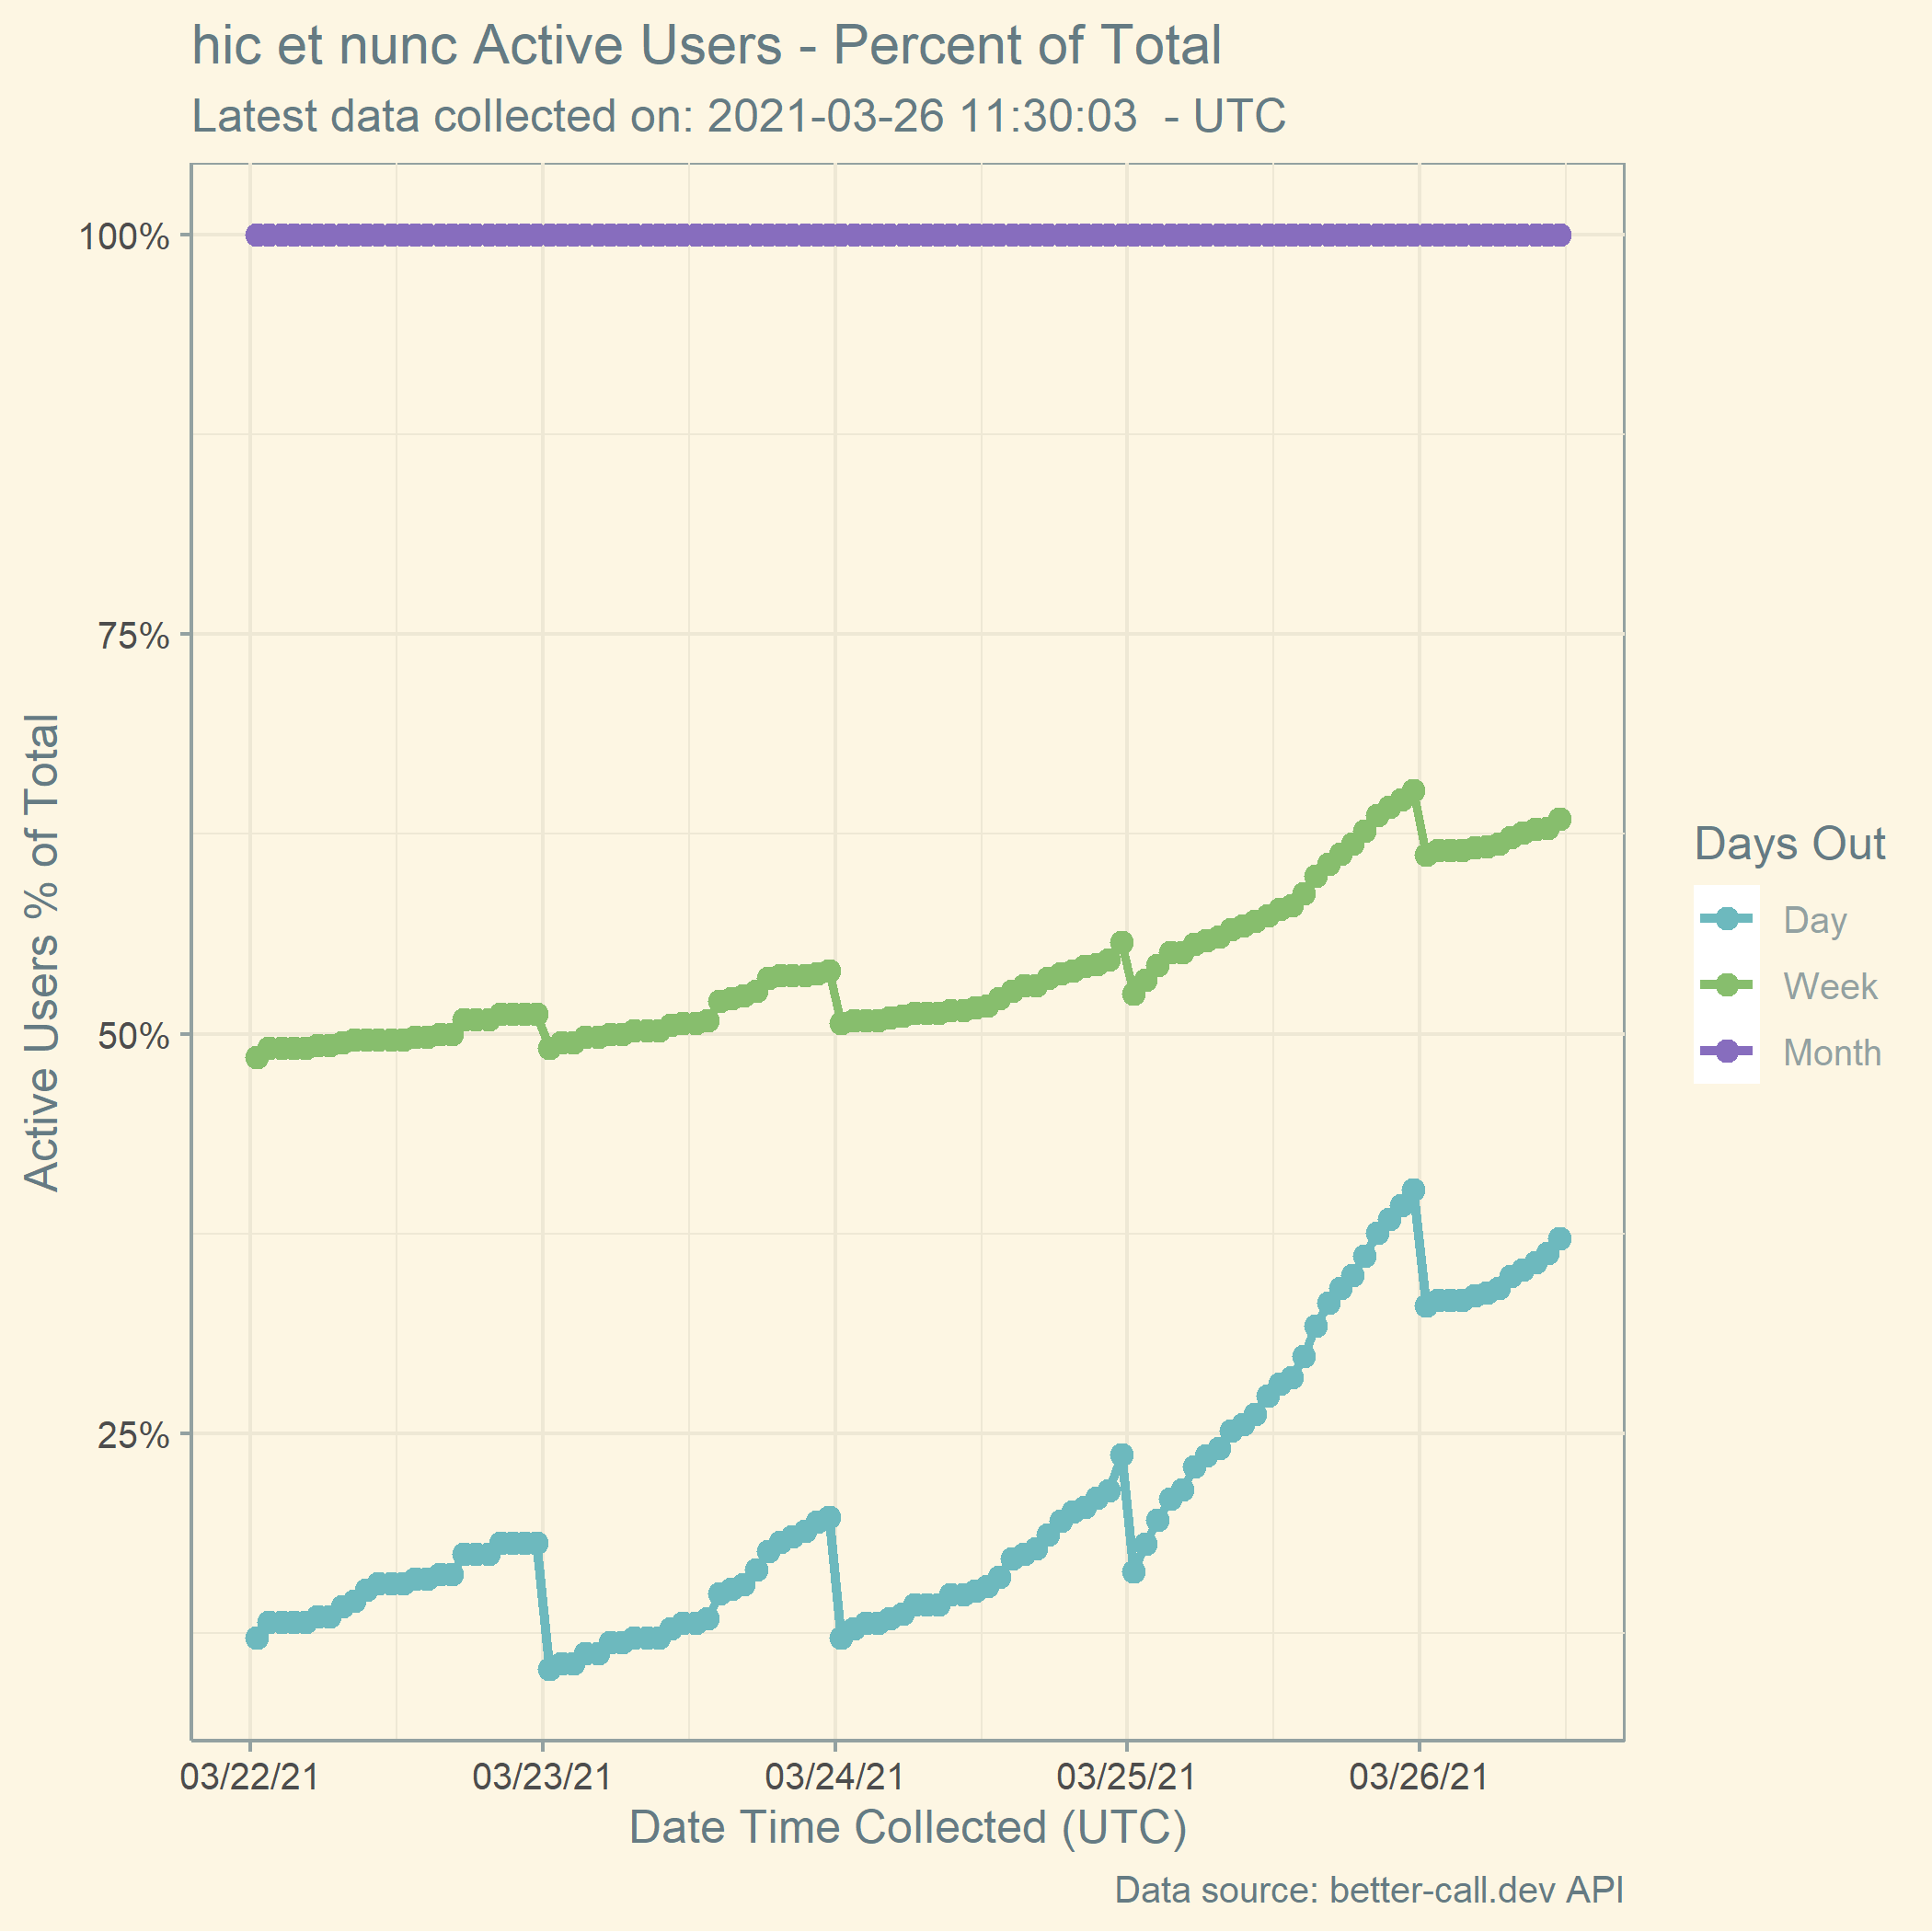 hic et nunc Active Users - Percent of Total
Latest data collected on: 2021-03-26 11:30:03  - UTC
Active Users % of Total
100%
75%
50%
25%
03/22/21
03/23/21
03/24/21
03/25/21
03/26/21
Date Time Collected (UTC)
Days Out
Day
Week
Month
Data source: better-call.dev API